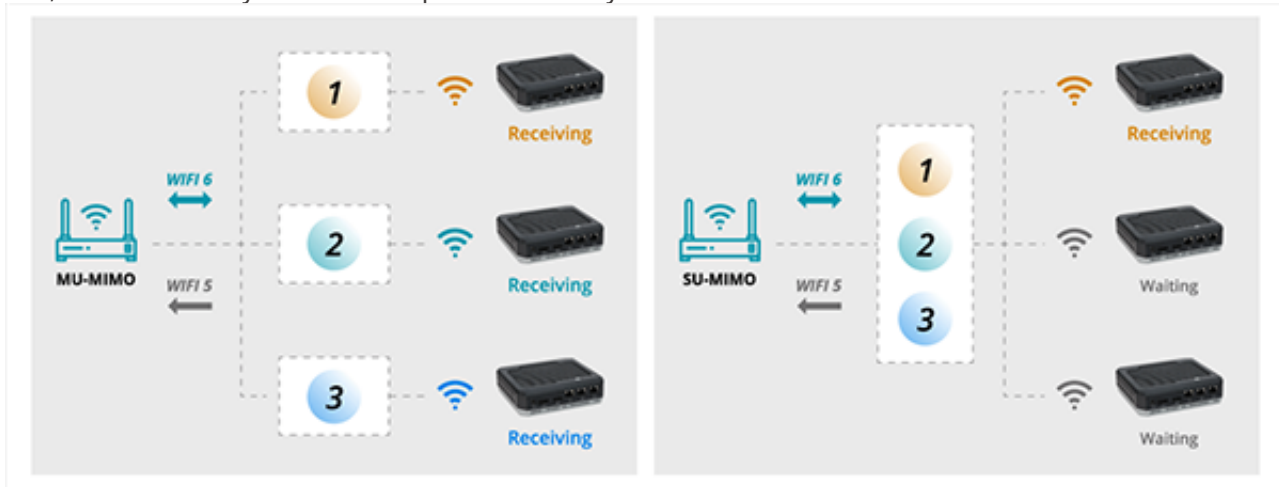 1
Receiving
WIFI 6
2
MU-MIMO
WIFI 5
Receiving
3
Receiving
Receiving
1
WIFI 6
2
SU-MIMO
WIFI 5
Waiting
3
Waiting